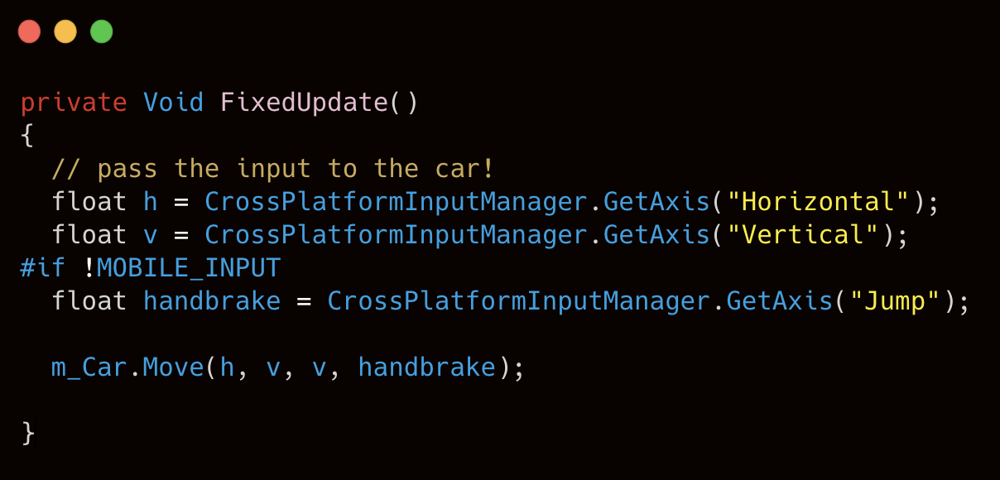 private Void FixedUpdate()
{
// pass the input to the car!
float h = CrossPlatformInputManager.GetAxis("Horizontal");
float v = CrossPlatformInputManager.GetAxis("Vertical");
#if !MOBILE_INPUT
float handbrake = CrossPlatformInputManager.GetAxis("Jump");
m_Car.Move(h, v, v, handbrake);
}